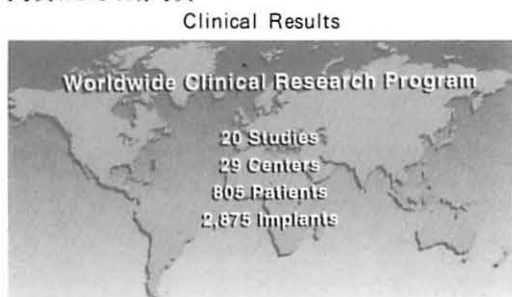 Clinical Results
Worldwide Clinical Research Program
20 Studies
29 Centers
805 Patients
2,875 Implants